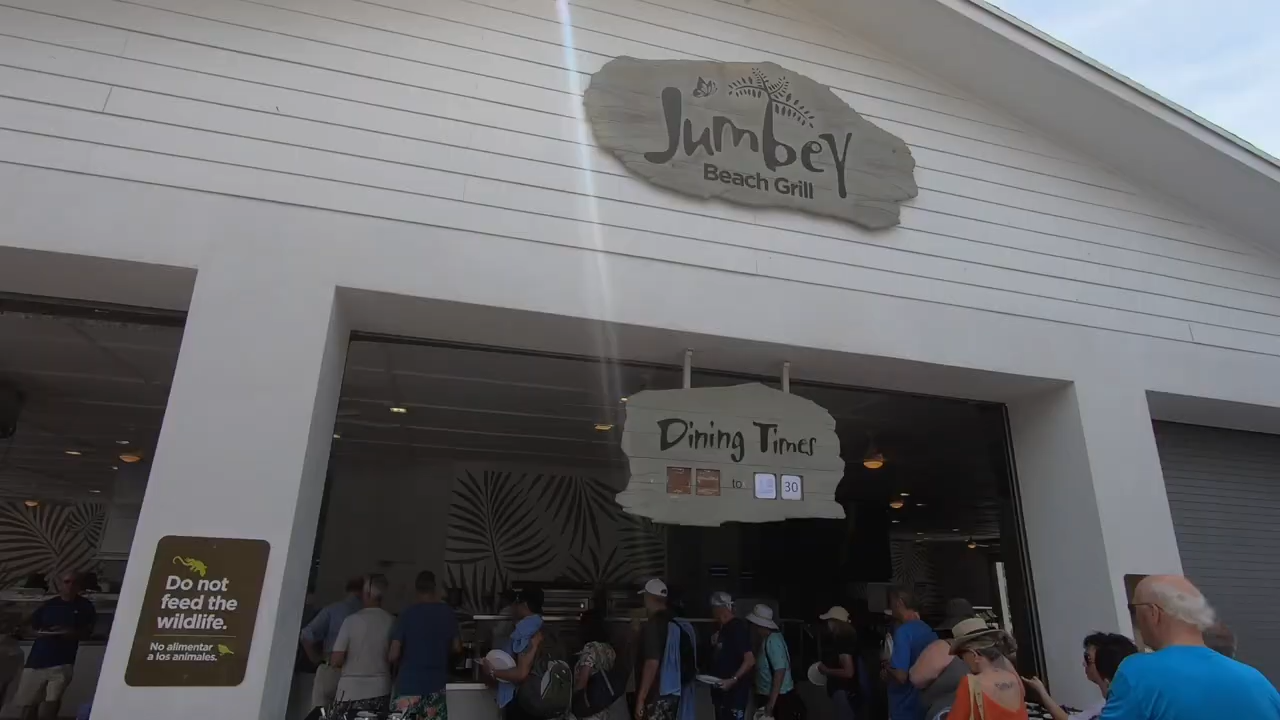 Jumbey
Beach Grill
Dining Times
to 30
Do not
feed the
wildlife.
No alimentar
a los animales.